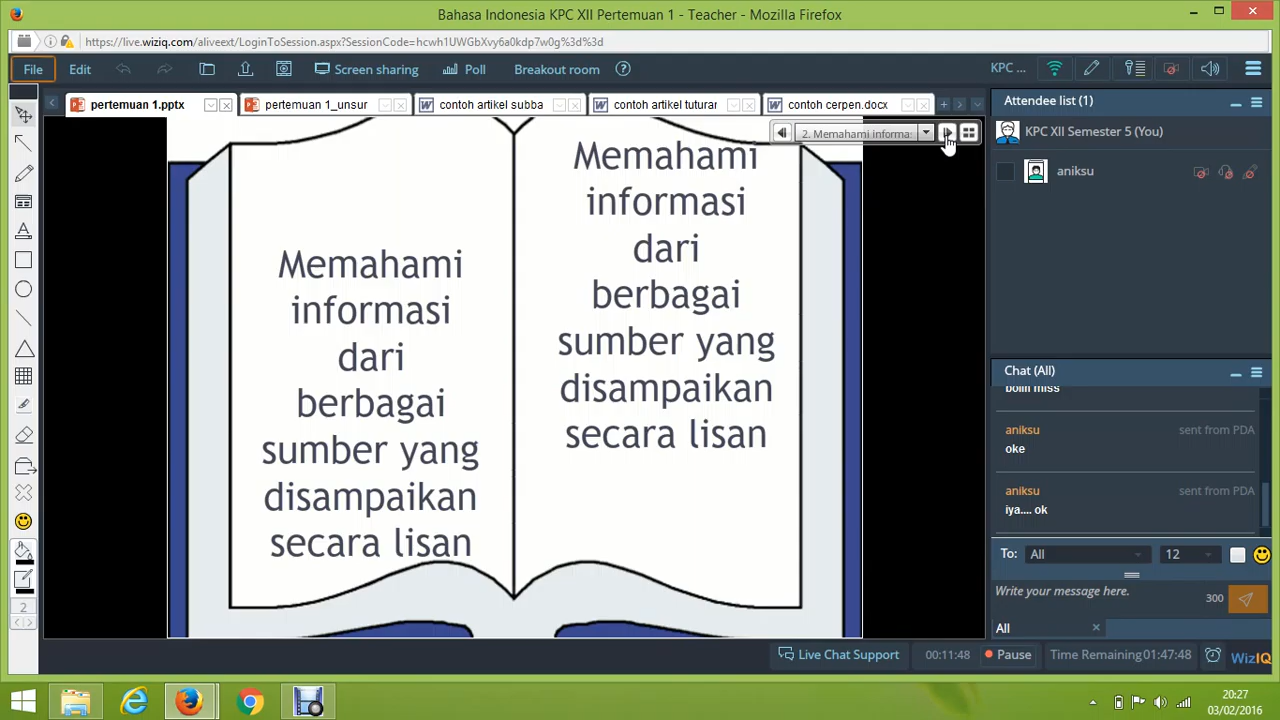 Bahasa Indonesia KPC XII Pertemuan 1 - Teacher - Mozilla Firefox
https://live.wiziq.com/aliveext/LoginToSession.aspx?SessionCode=hcwh1UWGbXvy6a0kdp7w0g%3d%3d
File Edit Screen sharing Poll Breakout room ? KPC ...
pertemuan 1.pptx pertemuan 1_unsur contoh artikel subba contoh artikel tuturar contoh cerpen.docx
2. Memahami informa:
Memahami
informasi
dari
berbagai
sumber yang
disampaikan
secara lisan
Memahami
informasi
dari
berbagai
sumber yang
disampaikan
secara lisan
2
Attendee list (1)
KPC XII Semester 5 (You)
aniksu
Chat (All)
bolih miss
aniksu sent from PDA
oke
aniksu sent from PDA
iya.... ok
To: All 12
Write your message here. 300
All
Live Chat Support 00:11:48 Pause Time Remaining 01:47:48 WizIQ
20:27
03/02/2016